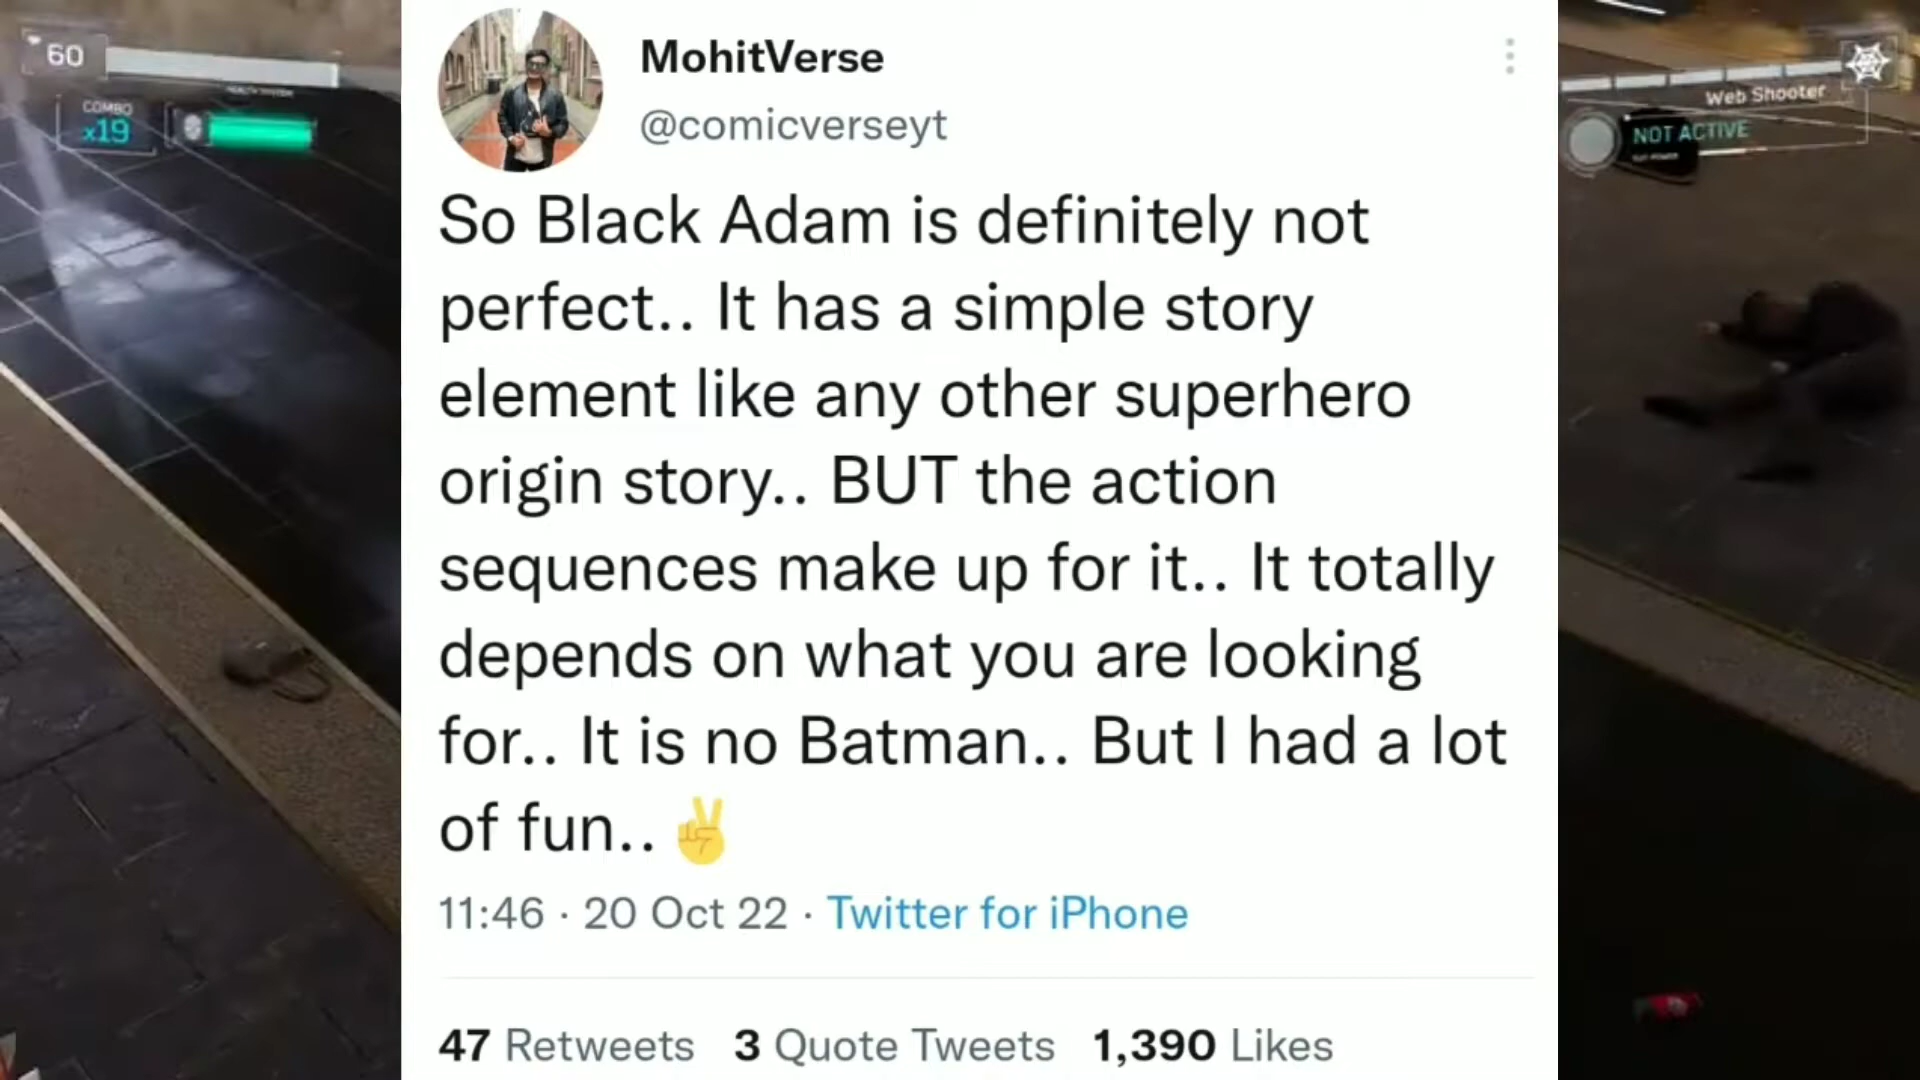 60
HEALTH SYSTEM
COMBO
x19
Web Shooter
NOT ACTIVE
MohitVerse
@comicverseyt
So Black Adam is definitely not
perfect.. It has a simple story
element like any other superhero
origin story.. BUT the action
sequences make up for it.. It totally
depends on what you are looking
for.. It is no Batman.. But I had a lot
of fun.. ✌️
11:46 · 20 Oct 22 · Twitter for iPhone
47 Retweets 3 Quote Tweets 1,390 Likes